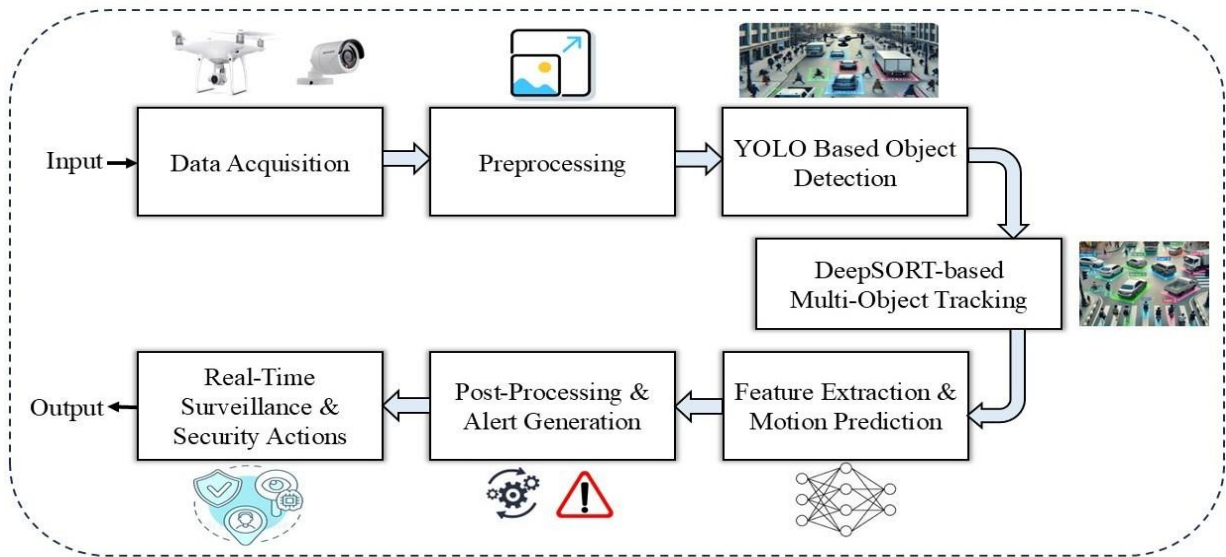 Input
Data Acquisition
Preprocessing
YOLO Based Object
Detection
DeepSORT-based
Multi-Object Tracking
Feature Extraction &
Motion Prediction
Post-Processing &
Alert Generation
Real-Time
Surveillance &
Security Actions
Output